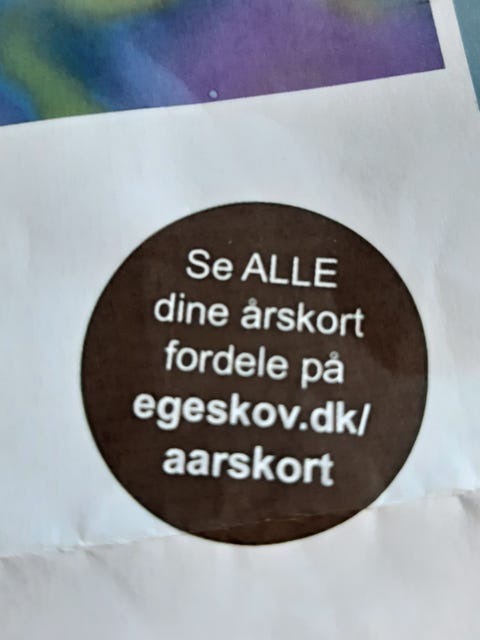 Se ALLE
dine årskort
fordele på
egeskov.dk/
aarskort